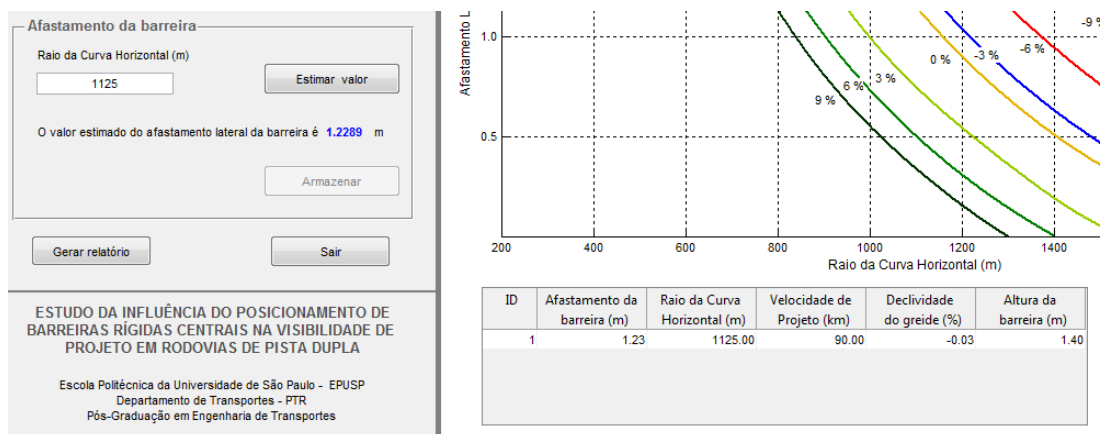 Afastamento da barreira
Raio da Curva Horizontal (m)
1125
Estimar valor
O valor estimado do afastamento lateral da barreira é 1.2289 m
Armazenar
Gerar relatório
Sair
ESTUDO DA INFLUÊNCIA DO POSICIONAMENTO DE
BARREIRAS RÍGIDAS CENTRAIS NA VISIBILIDADE DE
PROJETO EM RODOVIAS DE PISTA DUPLA
Escola Politécnica da Universidade de São Paulo - EPUSP
Departamento de Transportes - PTR
Pós-Graduação em Engenharia de Transportes
Afastamento L
1.0
0.5
9 %
6 %
3 %
0 %
-3 %
-6 %
-9 %
200 400 600 800 1000 1200 1400
Raio da Curva Horizontal (m)
ID Afastamento da Raio da Curva Velocidade de Declividade Altura da
barreira (m) Horizontal (m) Projeto (km) do greide (%) barreira (m)
1 1.23 1125.00 90.00 -0.03 1.40